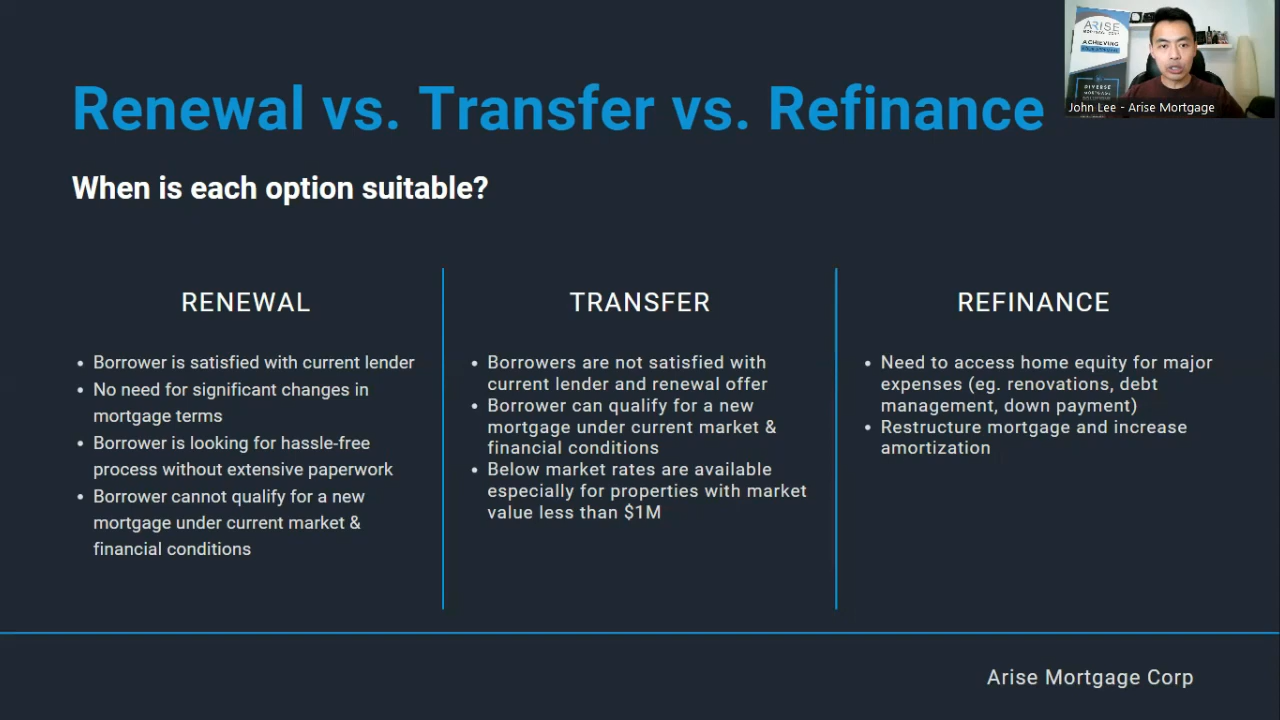 Renewal vs. Transfer vs. Refinance
When is each option suitable?
ARISE
ACHIEVING
DIVERSE
MORTGAGE
John Lee - Arise Mortgage
RENEWAL
• Borrower is satisfied with current lender
• No need for significant changes in
mortgage terms
• Borrower is looking for hassle-free
process without extensive paperwork
• Borrower cannot qualify for a new
mortgage under current market &
financial conditions
TRANSFER
• Borrowers are not satisfied with
current lender and renewal offer
• Borrower can qualify for a new
mortgage under current market &
financial conditions
• Below market rates are available
especially for properties with market
value less than $1M
REFINANCE
• Need to access home equity for major
expenses (eg. renovations, debt
management, down payment)
• Restructure mortgage and increase
amortization
Arise Mortgage Corp